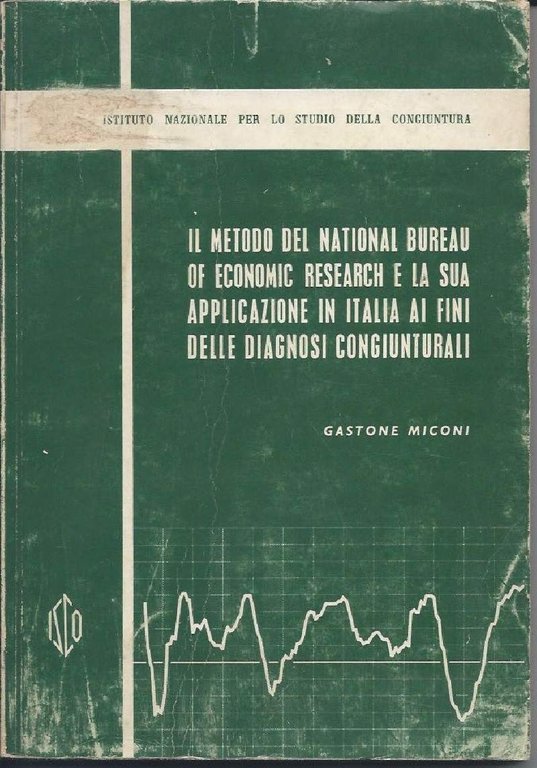 ISTITUTO NAZIONALE PER LO STUDIO DELLA CONGIUNTURA
IL METODO DEL NATIONAL BUREAU
OF ECONOMIC RESEARCH E LA SUA
APPLICAZIONE IN ITALIA AI FINI
DELLE DIAGNOSI CONGIUNTURALI
GASTONE MICONI
ISCO